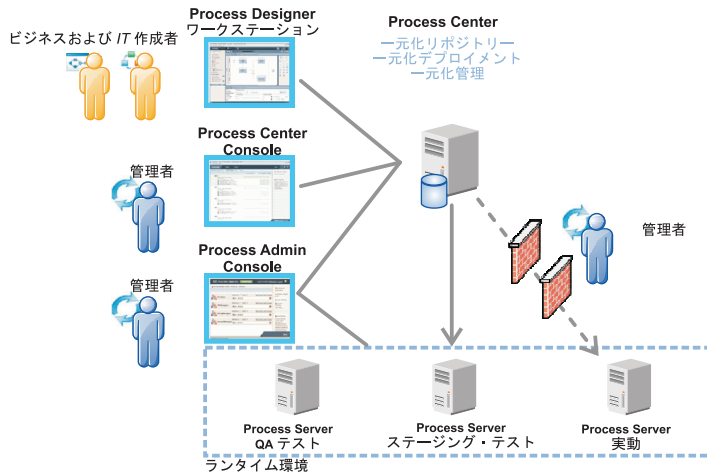 Process Designer
ワークステーション
ビジネスおよび IT 作成者
Process Center
一元化リポジトリー
一元化デプロイメント
一元化管理
Process Center
Console
管理者
管理者
Process Admin
Console
管理者
Process Server
QA テスト
Process Server
ステージング・テスト
Process Server
実動
ランタイム環境